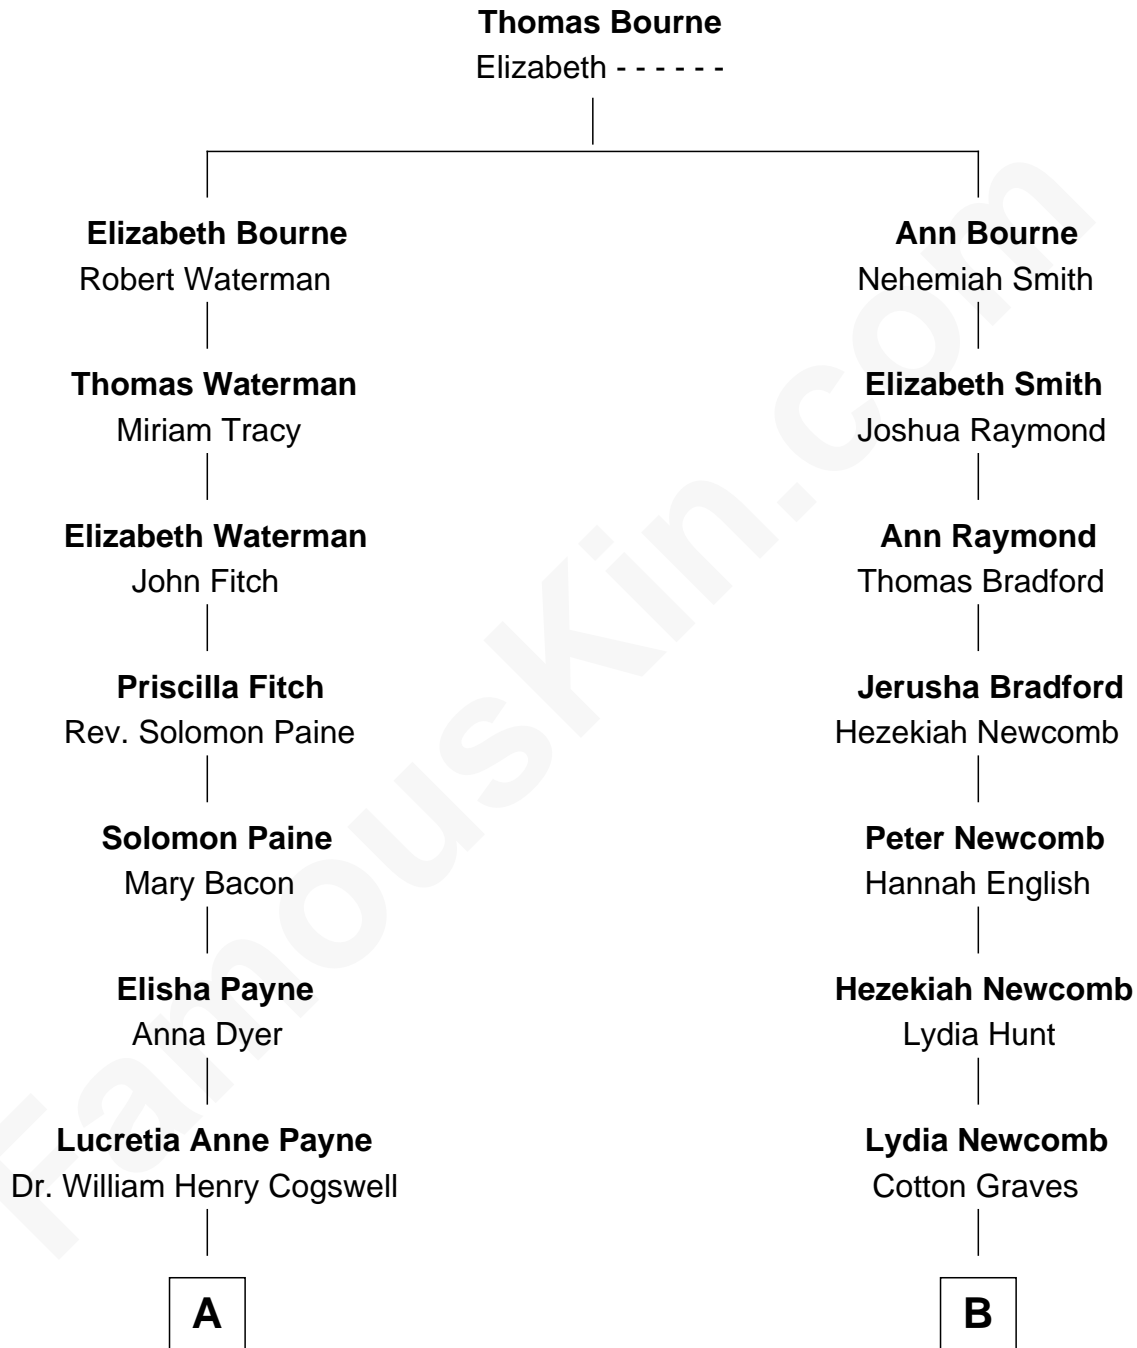 Thomas Bourne
Elizabeth - - - - - -
Elizabeth Bourne
Robert Waterman
Thomas Waterman
Miriam Tracy
Elizabeth Waterman
John Fitch
Priscilla Fitch
Rev. Solomon Paine
Solomon Paine
Mary Bacon
Elisha Payne
Anna Dyer
Lucretia Anne Payne
Dr. William Henry Cogswell
A
Ann Bourne
Nehemiah Smith
Elizabeth Smith
Joshua Raymond
Ann Raymond
Thomas Bradford
Jerusha Bradford
Hezekiah Newcomb
Peter Newcomb
Hannah English
Hezekiah Newcomb
Lydia Hunt
Lydia Newcomb
Cotton Graves
B
FamousKin.com